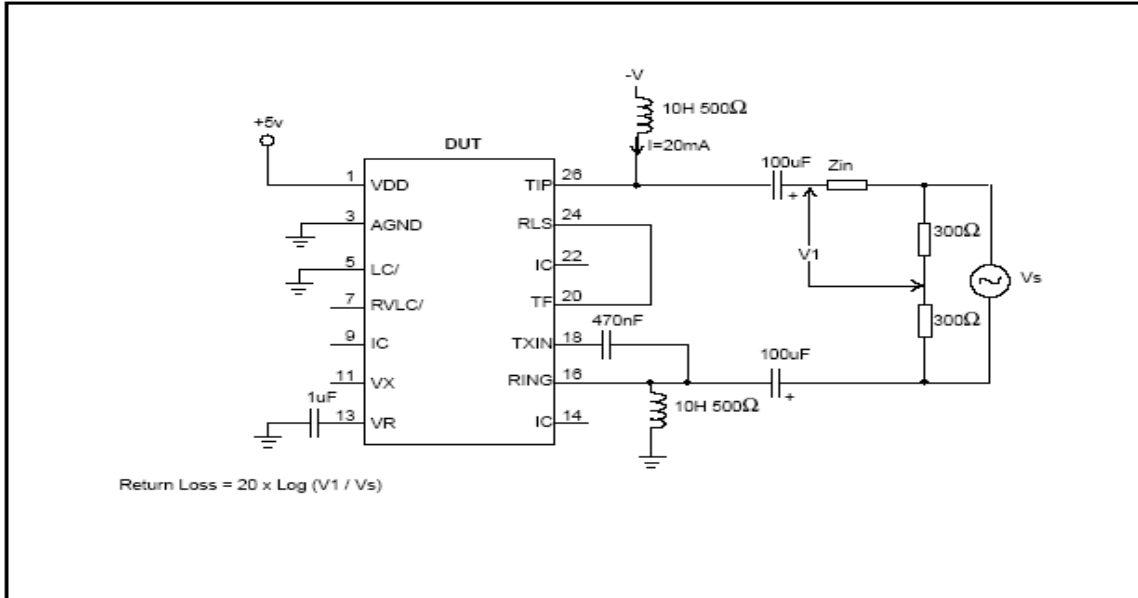 -V
10H 500Ω
+5v
DUT
I=20mA
100uF
Zin
1 VDD
TIP 26
+
3 AGND
RLS 24
300Ω
5 LC/
IC 22
V1
Vs
7 RVLC/
TF 20
470nF
300Ω
9 IC
TXIN 18
100uF
11 VX
RING 16
+
1uF
10H 500Ω
13 VR
IC 14
Return Loss = 20 x Log (V1 / Vs)